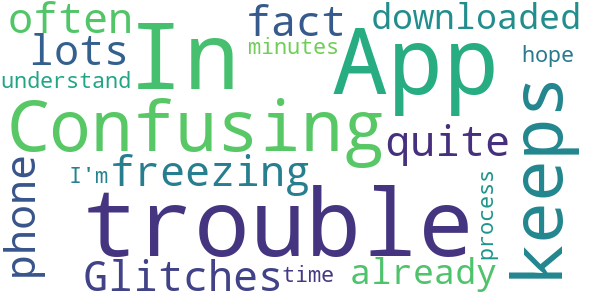 often
In
fact
downloaded
lots
App
minutes
hope
understand
Confusing
keeps
quite
phone
I'm
freezing
process
trouble
Glitches
time
already